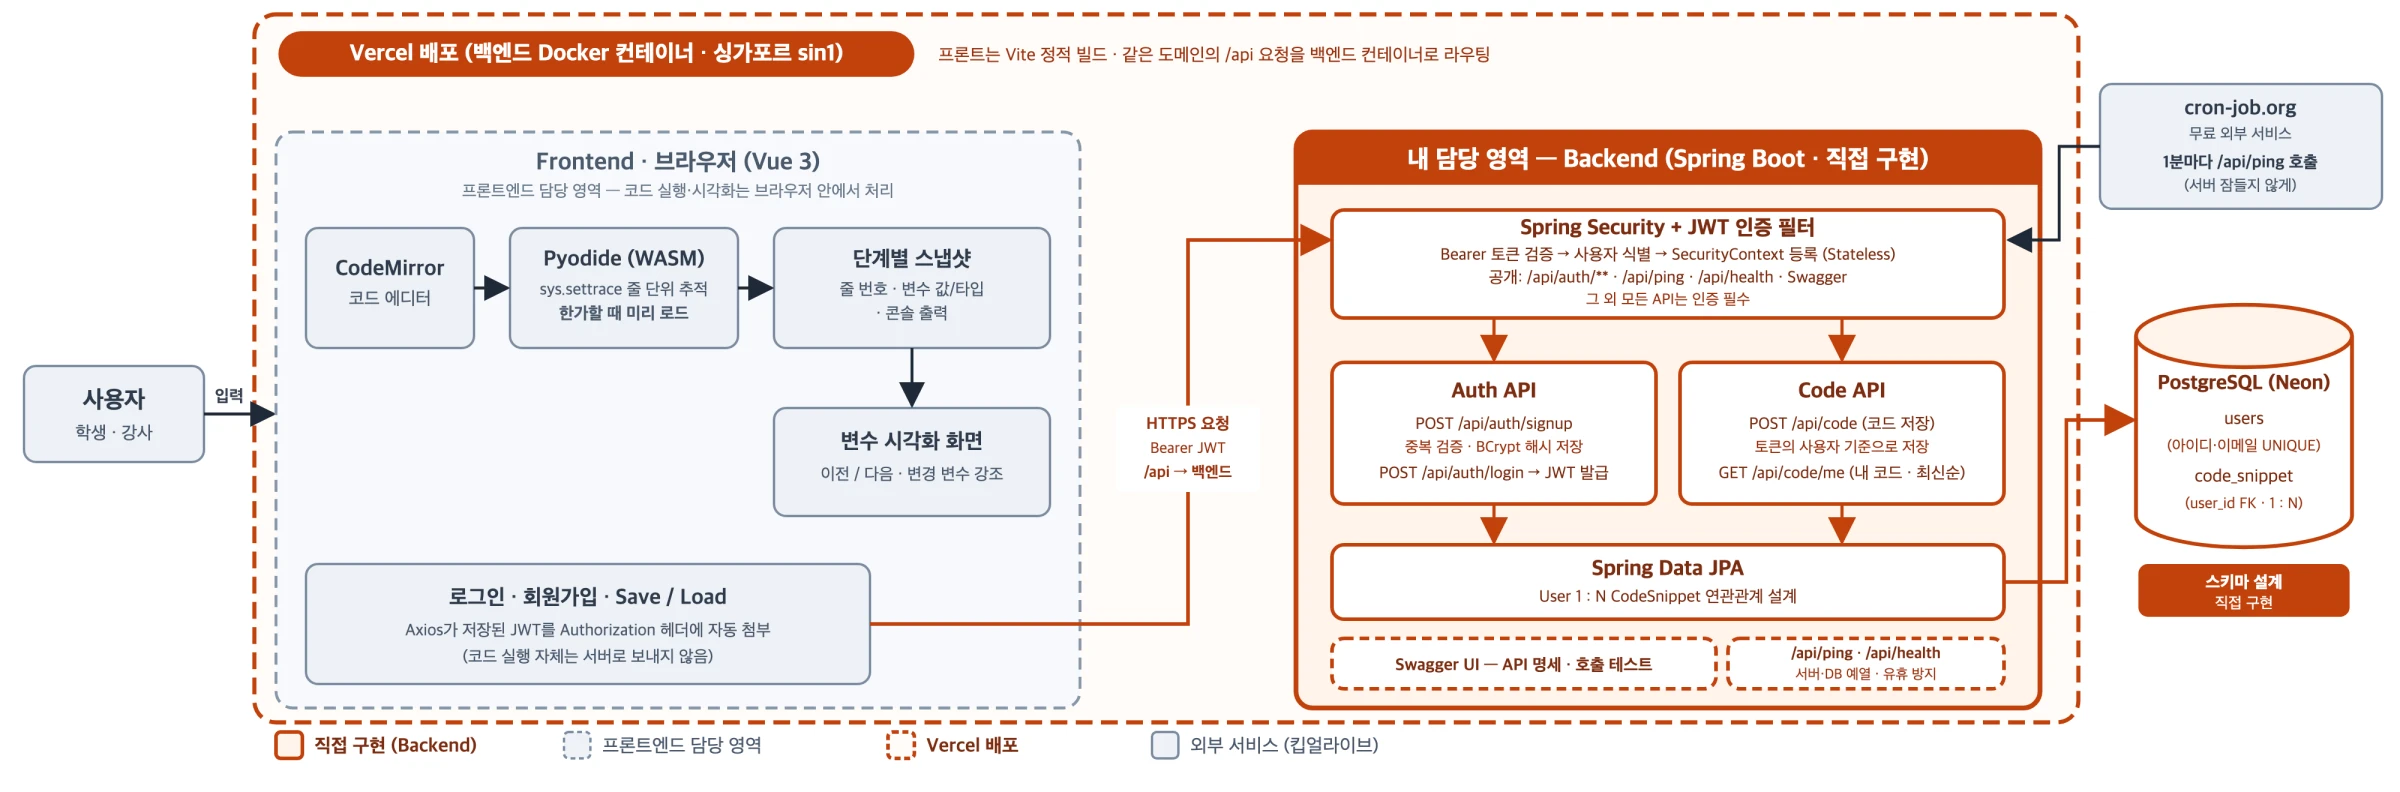 Vercel 배포 (백엔드 Docker 컨테이너 · 싱가포르 sin1)
프론트는 Vite 정적 빌드 · 같은 도메인의 /api 요청을 백엔드 컨테이너로 라우팅
사용자
학생 · 강사
입력
Frontend · 브라우저 (Vue 3)
프론트엔드 담당 영역 — 코드 실행·시각화는 브라우저 안에서 처리
CodeMirror
코드 에디터
Pyodide (WASM)
sys.settrace 줄 단위 추적
한가할 때 미리 로드
단계별 스냅샷
줄 번호 · 변수 값/타입
· 콘솔 출력
변수 시각화 화면
이전 / 다음 · 변경 변수 강조
로그인 · 회원가입 · Save / Load
Axios가 저장된 JWT를 Authorization 헤더에 자동 첨부
(코드 실행 자체는 서버로 보내지 않음)
HTTPS 요청
Bearer JWT
/api → 백엔드
내 담당 영역 — Backend (Spring Boot · 직접 구현)
Spring Security + JWT 인증 필터
Bearer 토큰 검증 → 사용자 식별 → SecurityContext 등록 (Stateless)
공개: /api/auth/** · /api/ping · /api/health · Swagger
그 외 모든 API는 인증 필수
Auth API
POST /api/auth/signup
중복 검증 · BCrypt 해시 저장
POST /api/auth/login → JWT 발급
Code API
POST /api/code (코드 저장)
토큰의 사용자 기준으로 저장
GET /api/code/me (내 코드 · 최신순)
Spring Data JPA
User 1 : N CodeSnippet 연관관계 설계
Swagger UI — API 명세 · 호출 테스트
/api/ping · /api/health
서버·DB 예열 · 유휴 방지
cron-job.org
무료 외부 서비스
1분마다 /api/ping 호출
(서버 잠들지 않게)
PostgreSQL (Neon)
users
(아이디·이메일 UNIQUE)
code_snippet
(user_id FK · 1 : N)
스키마 설계
직접 구현
직접 구현 (Backend)
프론트엔드 담당 영역
Vercel 배포
외부 서비스 (킵얼라이브)